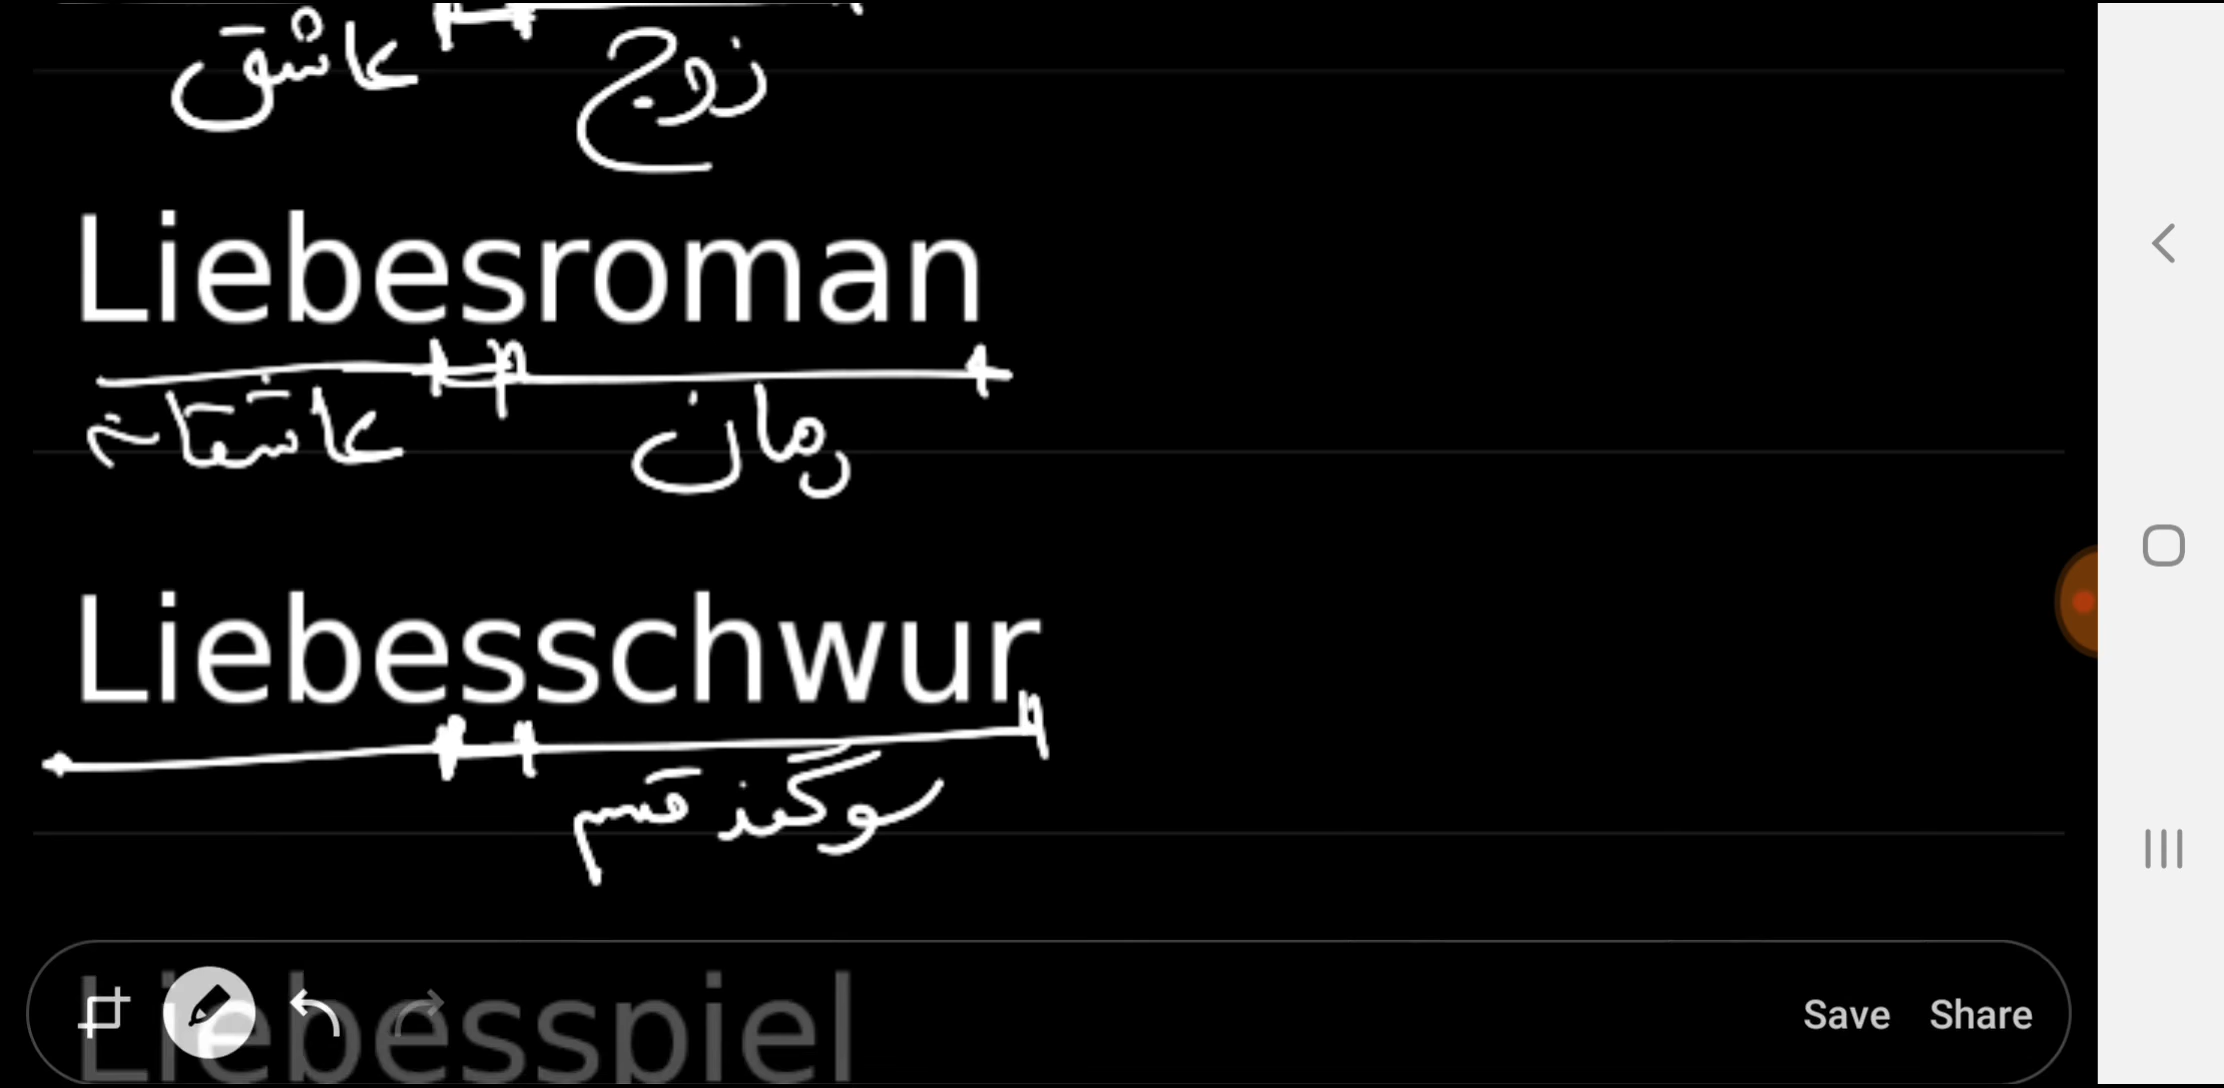 زوج عاشق
Liebesroman
رمان عاشقانه
Liebesschwur
سوگند قسم
Liebesspiel
Save Share